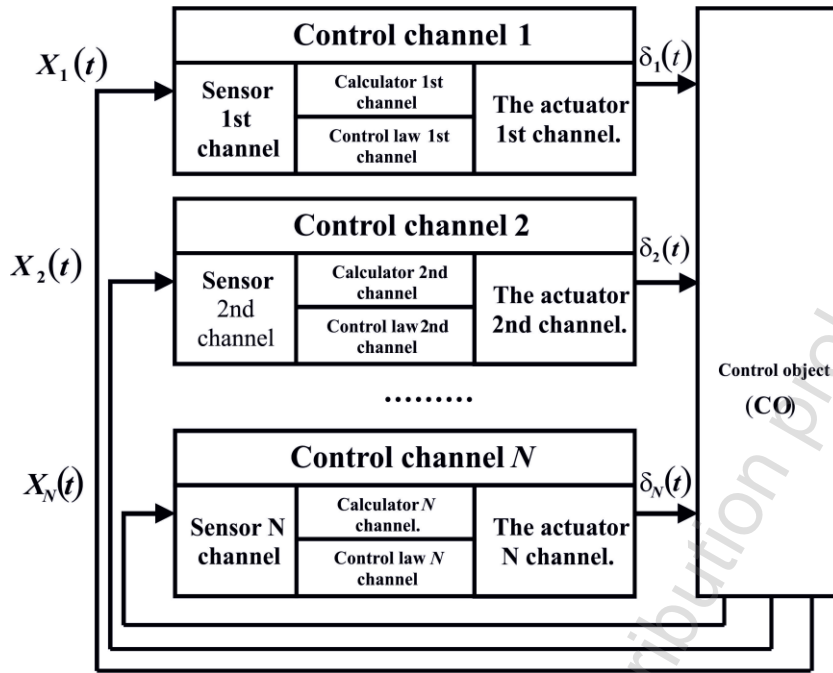 Control channel 1
X1(t)
δ1(t)
Sensor
1st
channel
Calculator 1st
channel
Control law 1st
channel
The actuator
1st channel.
Control channel 2
X2(t)
δ2(t)
Sensor
2nd
channel
Calculator 2nd
channel
Control law2nd
channel
The actuator
2nd channel.
Control object
(CO)
.........
Control channel N
XN(t)
δN(t)
Sensor N
channel
Calculator N
channel.
Control law N
channel
The actuator
N channel.